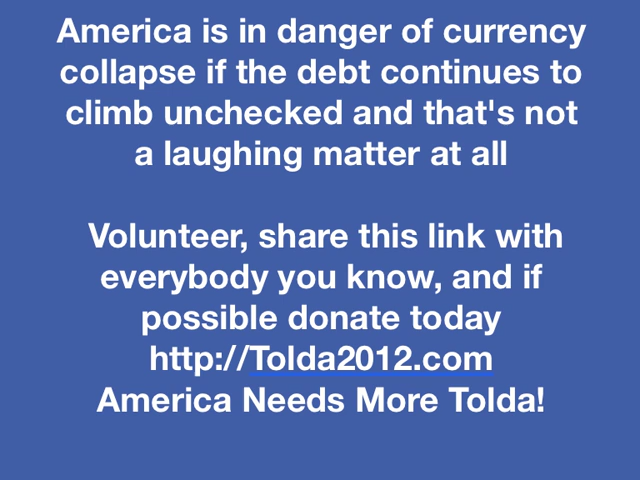 America is in danger of currency
collapse if the debt continues to
climb unchecked and that's not
a laughing matter at all
Volunteer, share this link with
everybody you know, and if
possible donate today
http://Tolda2012.com
America Needs More Tolda!